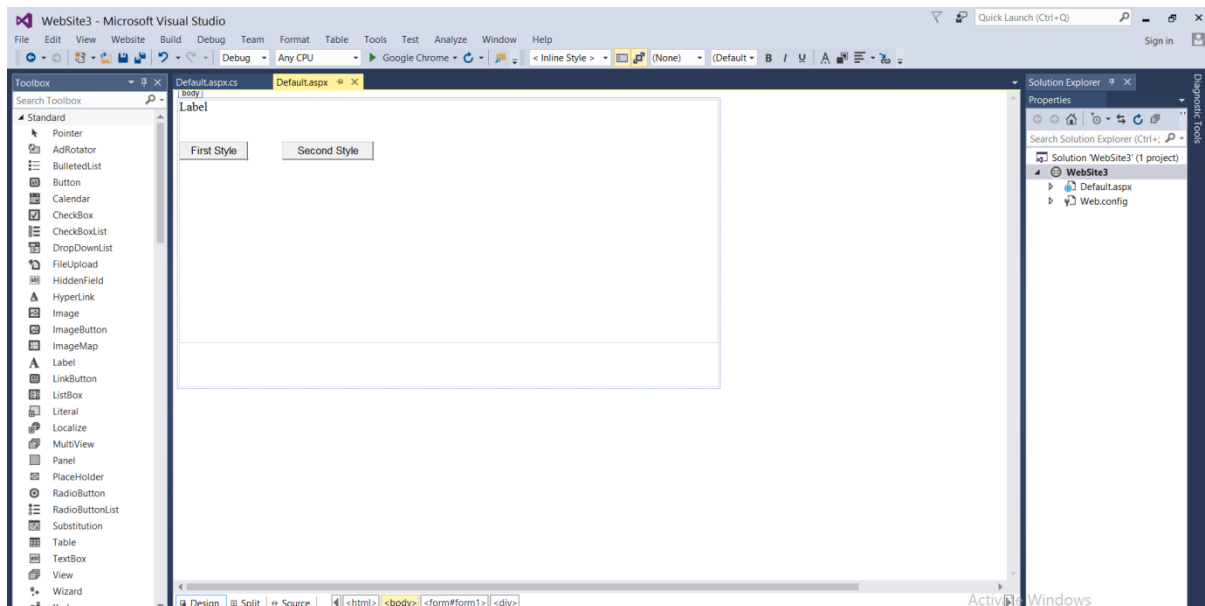 WebSite3 - Microsoft Visual Studio
Quick Launch (Ctrl+Q)
File Edit View Website Build Debug Team Format Table Tools Test Analyze Window Help
Sign in
Debug Any CPU Google Chrome < Inline Style > (None) (Default B I U A
Toolbox
Search Toolbox
Standard
Pointer
AdRotator
BulletedList
Button
Calendar
CheckBox
CheckBoxList
DropDownList
FileUpload
HiddenField
HyperLink
Image
ImageButton
ImageMap
Label
LinkButton
ListBox
Literal
Localize
MultiView
Panel
PlaceHolder
RadioButton
RadioButtonList
Substitution
Table
TextBox
View
Wizard
Default.aspx.cs Default.aspx
body
Label
First Style Second Style
Design Split Source <html> <body> <form#form1> <div>
Solution Explorer
Properties
Search Solution Explorer (Ctrl+;
Solution 'WebSite3' (1 project)
WebSite3
Default.aspx
Web.config
Diagnostic Tools
Activate Windows